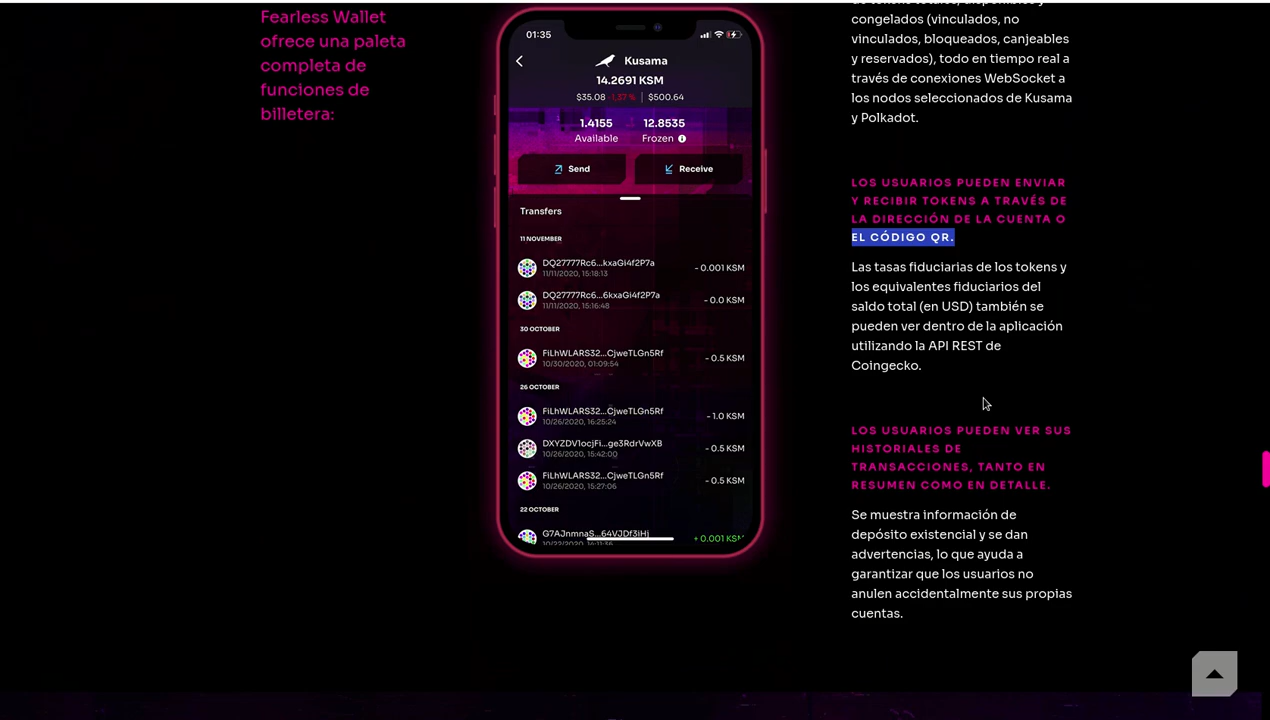 Fearless Wallet
ofrece una paleta
completa de
funciones de
billetera:
01:35
Kusama
14.2691 KSM
$35.08 -1.37 % | $500.64
1.4155 12.8535
Available Frozen
Send Receive
Transfers
11 NOVEMBER
DQ27777Rc6...kxaGi4f2P7a - 0.001 KSM
11/11/2020, 15:18:13
DQ27777Rc6...6kxaGi4f2P7a - 0.0 KSM
11/11/2020, 15:16:48
30 OCTOBER
FiLhWLARS32...CjweTLGn5Rf - 0.5 KSM
10/30/2020, 01:09:54
26 OCTOBER
FiLhWLARS32...CjweTLGn5Rf - 1.0 KSM
10/26/2020, 16:25:24
DXYZDV1ocjFi...ge3RdrVwXB - 0.5 KSM
10/26/2020, 15:42:00
FiLhWLARS32...CjweTLGn5Rf - 0.5 KSM
10/26/2020, 15:27:06
22 OCTOBER
G7AJnmnaS...64VJDf3iHj + 0.001 KSM
congelados (vinculados, no
vinculados, bloqueados, canjeables
y reservados), todo en tiempo real a
través de conexiones WebSocket a
los nodos seleccionados de Kusama
y Polkadot.
LOS USUARIOS PUEDEN ENVIAR
Y RECIBIR TOKENS A TRAVÉS DE
LA DIRECCIÓN DE LA CUENTA O
EL CÓDIGO QR.
Las tasas fiduciarias de los tokens y
los equivalentes fiduciarios del
saldo total (en USD) también se
pueden ver dentro de la aplicación
utilizando la API REST de
Coingecko.
LOS USUARIOS PUEDEN VER SUS
HISTORIALES DE
TRANSACCIONES, TANTO EN
RESUMEN COMO EN DETALLE.
Se muestra información de
depósito existencial y se dan
advertencias, lo que ayuda a
garantizar que los usuarios no
anulen accidentalmente sus propias
cuentas.